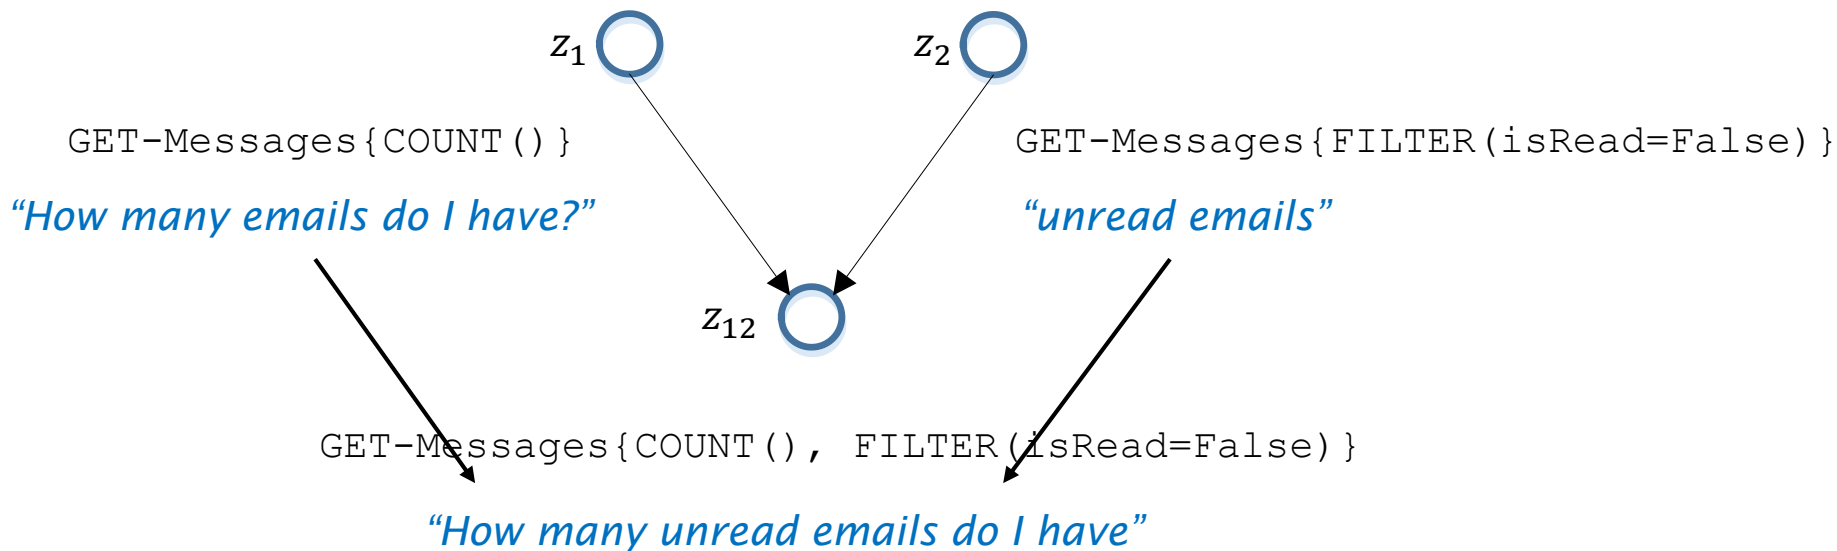 z₁
z₂
GET-Messages{COUNT()}
GET-Messages{FILTER(isRead=False)}
“How many emails do I have?”
“unread emails”
z₁₂
GET-Messages{COUNT(), FILTER(isRead=False)}
“How many unread emails do I have”